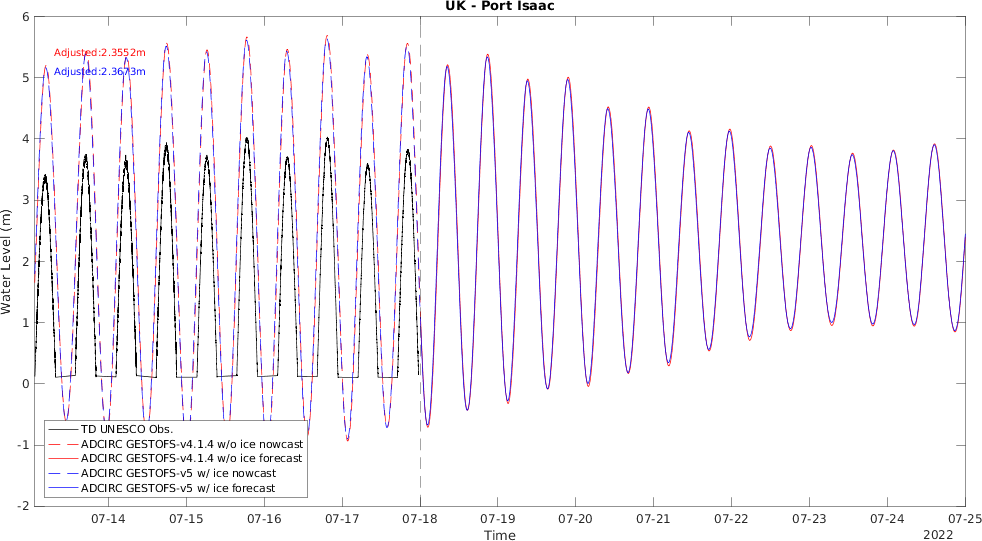 UK - Port Isaac
6
5
4
3
2
1
0
-1
-2
Water Level (m)
Adjusted:2.3552m
Adjusted:2.3673m
TD UNESCO Obs.
ADCIRC GESTOFS-v4.1.4 w/o ice nowcast
ADCIRC GESTOFS-v4.1.4 w/o ice forecast
ADCIRC GESTOFS-v5 w/ ice nowcast
ADCIRC GESTOFS-v5 w/ ice forecast
07-14 07-15 07-16 07-17 07-18 07-19 07-20 07-21 07-22 07-23 07-24 07-25
Time
2022